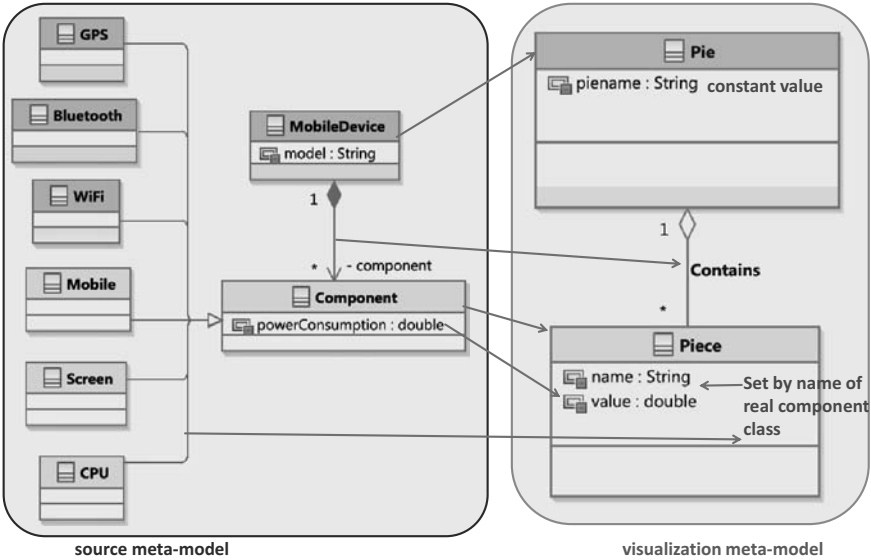 GPS
Bluetooth
WiFi
Mobile
Screen
CPU
MobileDevice
model : String
1
* - component
Component
powerConsumption : double
source meta-model
Pie
piename : String constant value
1
Contains
*
Piece
name : String
value : double
Set by name of
real component
class
visualization meta-model